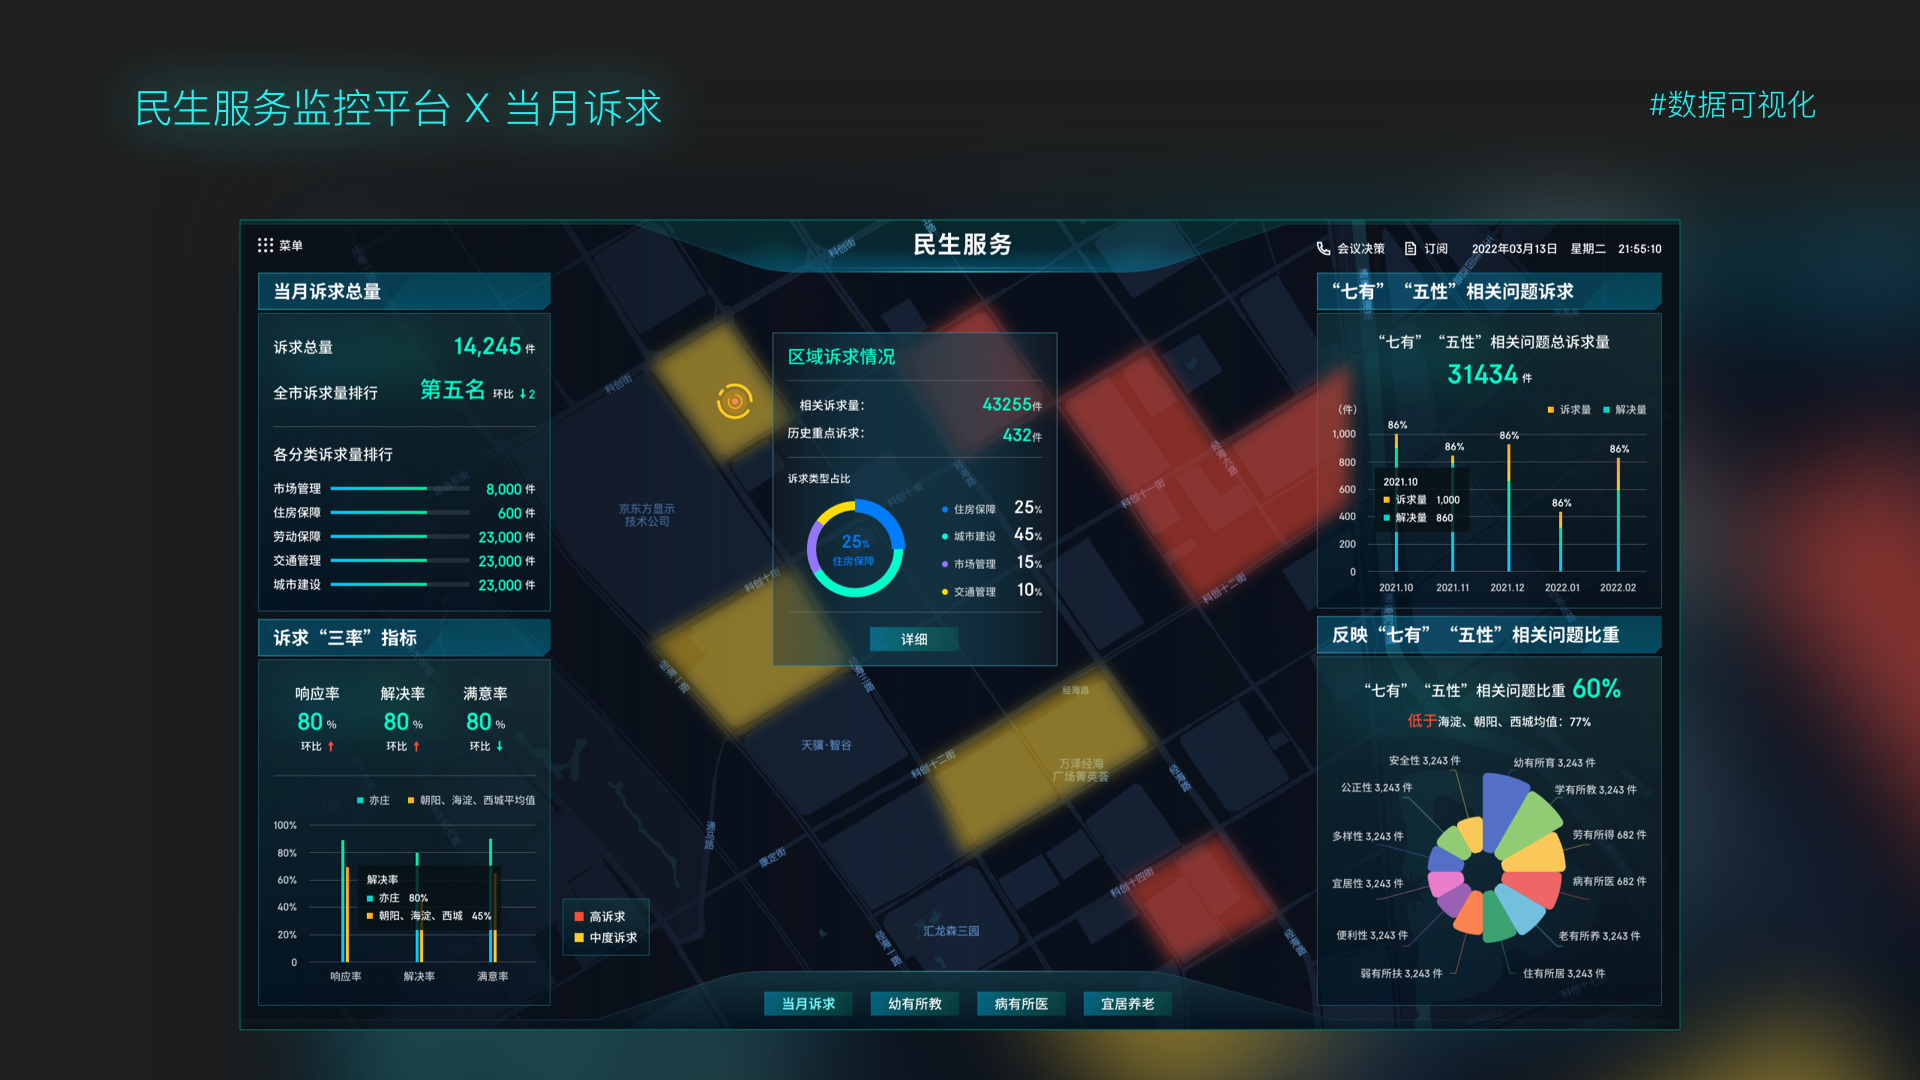 民生服务监控平台 X 当月诉求
#数据可视化
菜单
民生服务
会议决策 订阅 2022年03月13日 星期二 21:55:10
当月诉求总量
诉求总量 14,245 件
全市诉求量排行 第五名 环比 ↓2
各分类诉求量排行
市场管理 8,000 件
住房保障 600 件
劳动保障 23,000 件
交通管理 23,000 件
城市建设 23,000 件
诉求“三率”指标
响应率 解决率 满意率
80 % 80 % 80 %
环比 ↑ 环比 ↑ 环比 ↓
亦庄 朝阳、海淀、西城平均值
100%
80%
60%
40%
20%
0
解决率
亦庄 80%
朝阳、海淀、西城 45%
响应率 解决率 满意率
高诉求
中度诉求
科创街
科创街
京东方显示
技术公司
科创十街
科创十一街
科创十二街
天骥·智谷
科创十二街
经海路
万泽经海
广场菁英荟
康定街
科创十四街
汇龙森三园
区域诉求情况
相关诉求量： 43255件
历史重点诉求： 432件
诉求类型占比
25%
住房保障
住房保障 25%
城市建设 45%
市场管理 15%
交通管理 10%
详细
当月诉求 幼有所教 病有所医 宜居养老
“七有” “五性”相关问题诉求
“七有” “五性”相关问题总诉求量
31434 件
(件) 诉求量 解决量
1,000
800
600
400
200
0
86% 86% 86% 86% 86%
2021.10
诉求量 1,000
解决量 860
2021.10 2021.11 2021.12 2022.01 2022.02
反映“七有” “五性”相关问题比重
“七有” “五性”相关问题比重 60%
低于海淀、朝阳、西城均值：77%
安全性 3,243 件
幼有所育 3,243 件
公正性 3,243 件
学有所教 3,243 件
多样性 3,243 件
劳有所得 682 件
宜居性 3,243 件
病有所医 682 件
便利性 3,243 件
老有所养 3,243 件
弱有所扶 3,243 件
住有所居 3,243 件